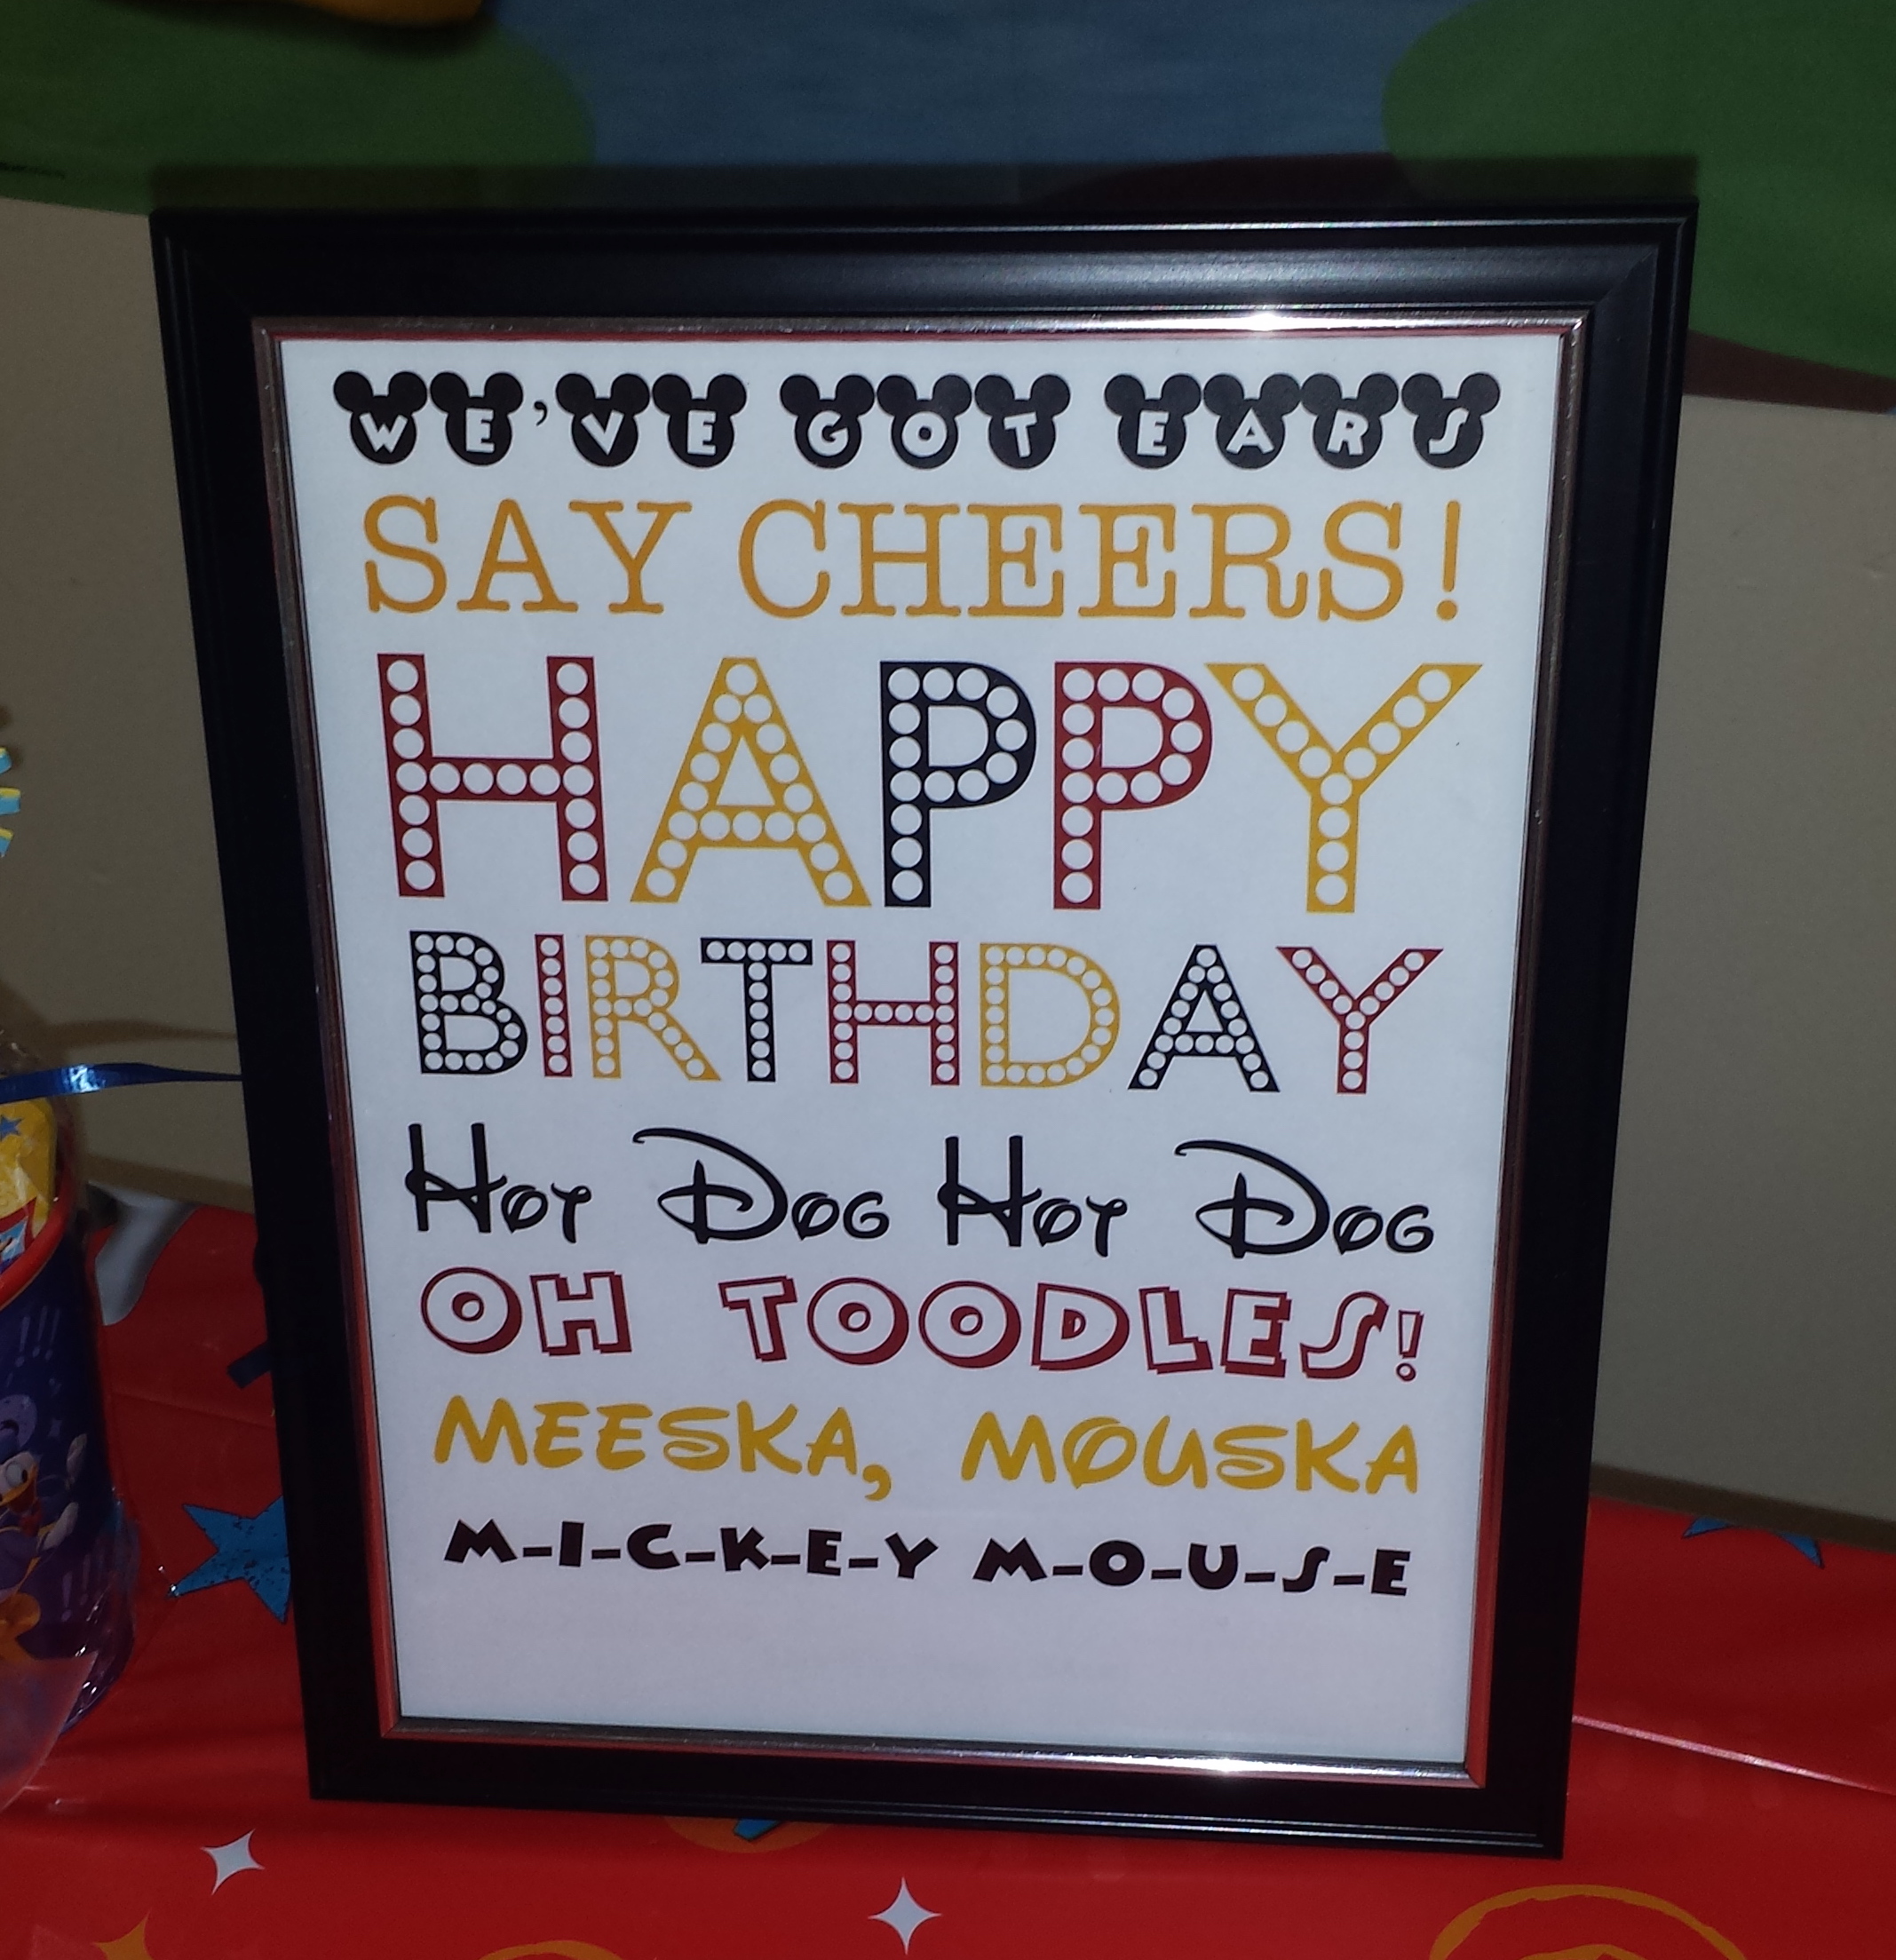 WE'VE GOT EARS
SAY CHEERS!
HAPPY
BIRTHDAY
HOT DOG HOT DOG
OH TOODLES!
MEESKA, MOUSKA
M-I-C-K-E-Y M-O-U-S-E